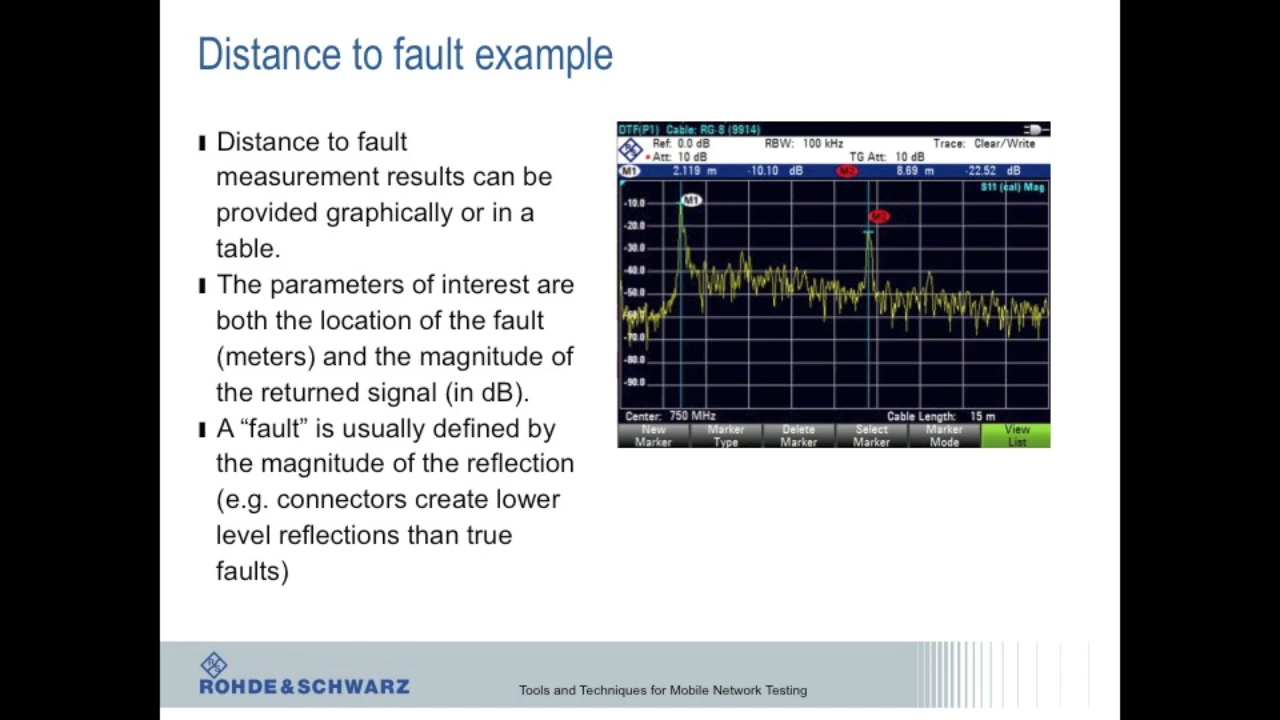 Distance to fault example
Distance to fault
measurement results can be
provided graphically or in a
table.
The parameters of interest are
both the location of the fault
(meters) and the magnitude of
the returned signal (in dB).
A “fault” is usually defined by
the magnitude of the reflection
(e.g. connectors create lower
level reflections than true
faults)
DTF(P1) Cable: RG-8 (9914)
Ref: 0.0 dB RBW: 100 kHz Trace: Clear/Write
Att: 10 dB TG Att: 10 dB
M1 2.119 m -10.10 dB M2 8.69 m -22.52 dB
S11 (cal) Mag
M1
M2
-10.0
-20.0
-30.0
-40.0
-50.0
-60.0
-70.0
-80.0
-90.0
Center: 750 MHz Cable Length: 15 m
New Marker Delete Select Marker View
Marker Type Marker Marker Mode List
R S
ROHDE&SCHWARZ
Tools and Techniques for Mobile Network Testing